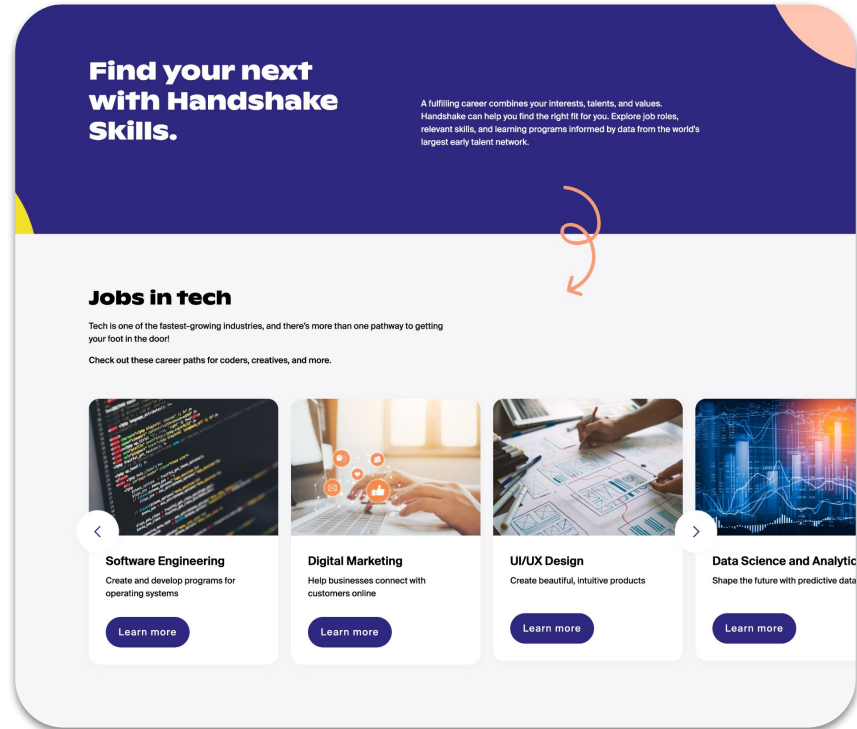 Find your next
with Handshake
Skills.
A fulfilling career combines your interests, talents, and values.
Handshake can help you find the right fit for you. Explore job roles,
relevant skills, and learning programs informed by data from the world's
largest early talent network.
Jobs in tech
Tech is one of the fastest-growing industries, and there's more than one pathway to getting
your foot in the door!
Check out these career paths for coders, creatives, and more.
Software Engineering
Create and develop programs for
operating systems
Learn more
Digital Marketing
Help businesses connect with
customers online
Learn more
UI/UX Design
Create beautiful, intuitive products
Learn more
Data Science and Analytic
Shape the future with predictive data
Learn more